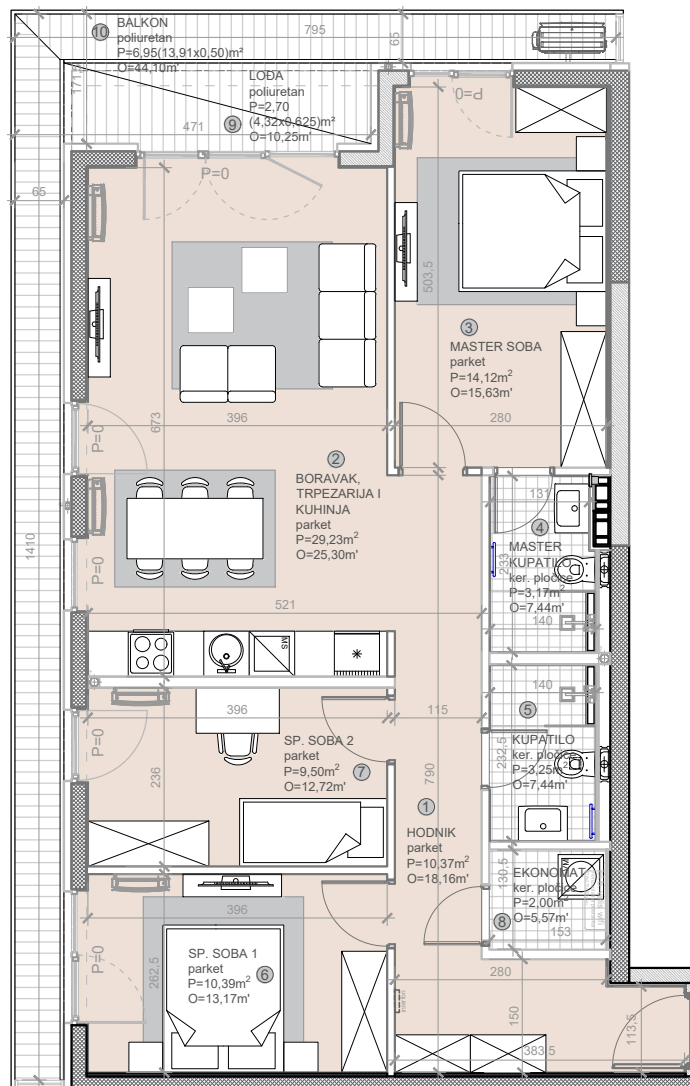 10
BALKON
poliuretan
P=6,95(13,91x0,50)m²
O=44,10m'
795
65
171,5
LOĐA
poliuretan
P=2,70
(4,32x0,625)m²
O=10,25m'
9
471
P=0
P=0
65
503,5
3
MASTER SOBA
parket
P=14,12m²
O=15,63m'
396
280
673
P=0
2
BORAVAK,
TRPEZARIJA I
KUHINJA
parket
P=29,23m²
O=25,30m'
131
4
MASTER
KUPATILO
ker. pločice
P=3,17m²
O=7,44m'
233
140
1410
P=0
521
MS
140
5
KUPATILO
ker. pločice
P=3,25m²
O=7,44m'
232,5
396
115
P=0
SP. SOBA 2
parket
P=9,50m²
O=12,72m'
7
236
790
1
HODNIK
parket
P=10,37m²
O=18,16m'
130,5
EKONOMAT
ker. pločice
P=2,00m²
O=5,57m'
8
153
396
P=0
SP. SOBA 1
parket
P=10,39m²
O=13,17m'
6
262,5
280
150
383,5
113,5